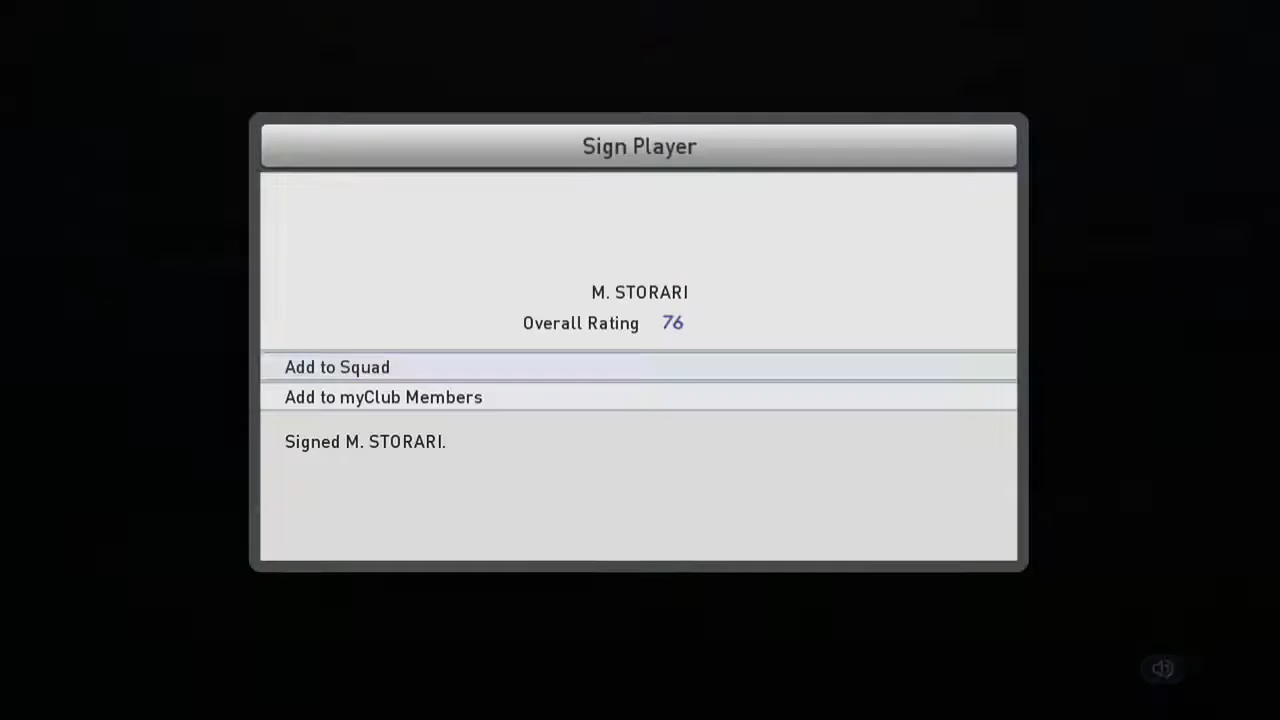 Sign Player
M. STORARI
Overall Rating 76
Add to Squad
Add to myClub Members
Signed M. STORARI.